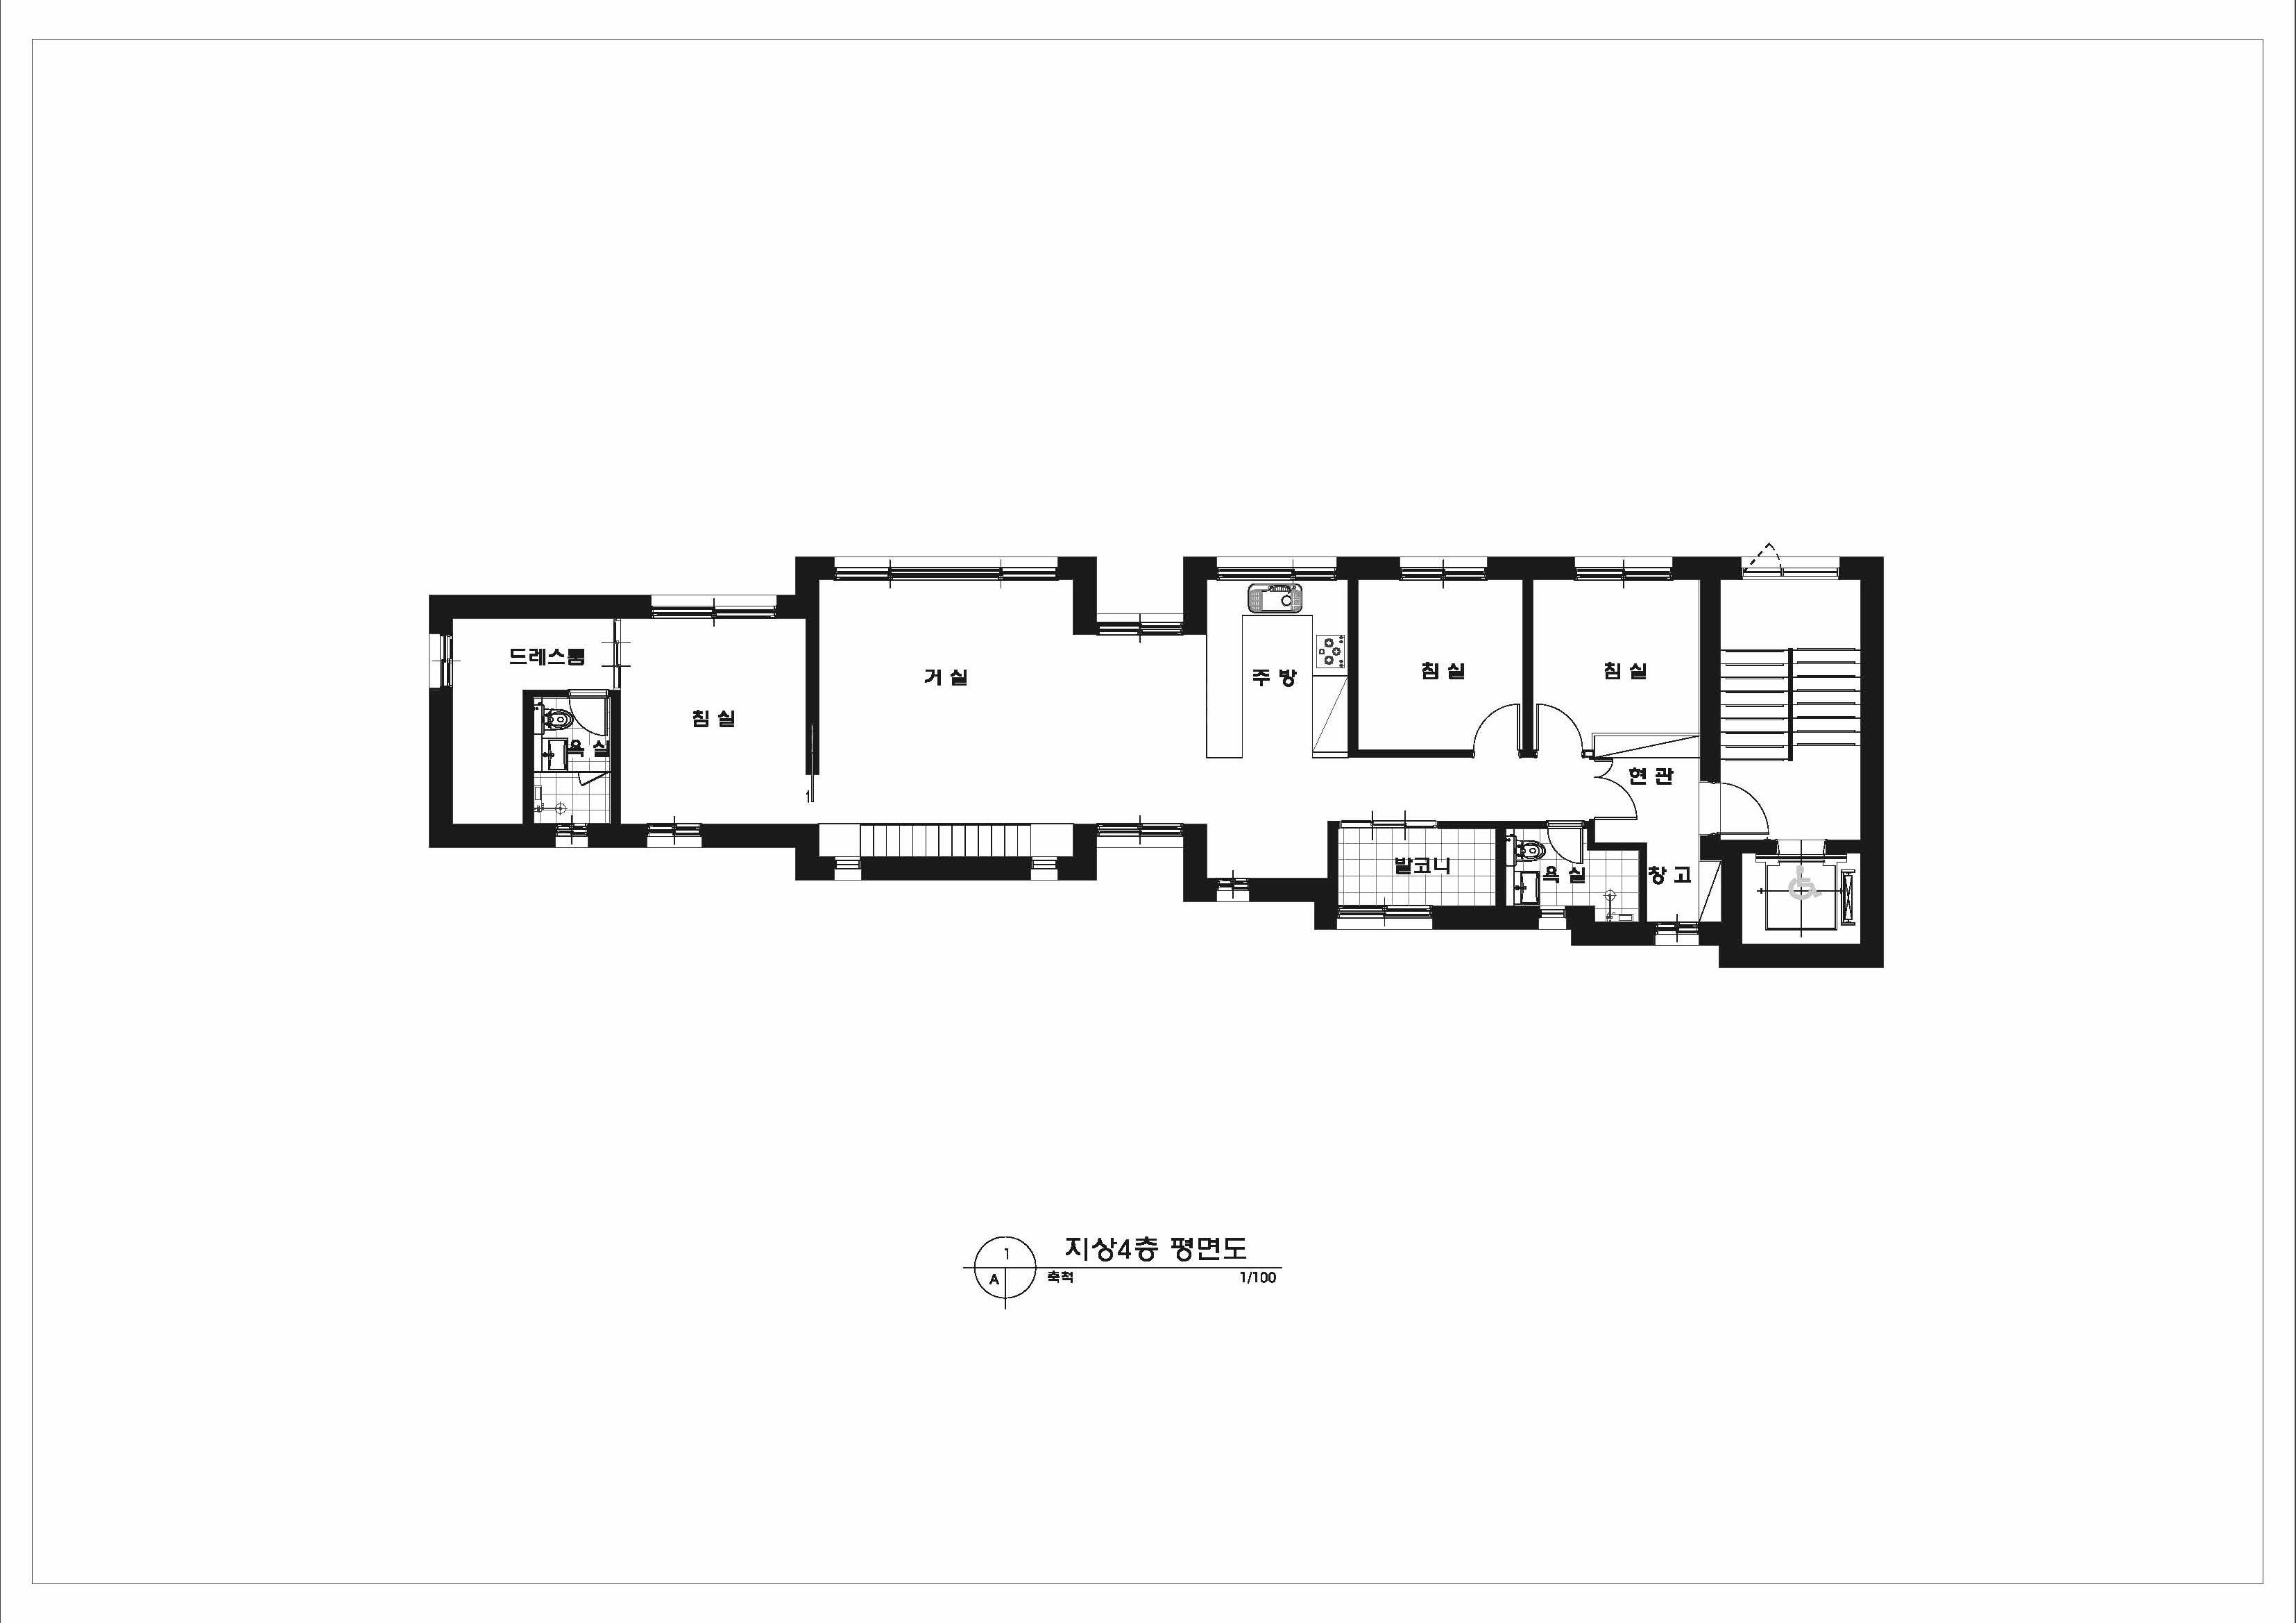 드레스룸
욕 실
침 실
거 실
주 방
침 실
침 실
현 관
발코니
욕 실
창 고
1
A
지상4층 평면도
축척 1/100